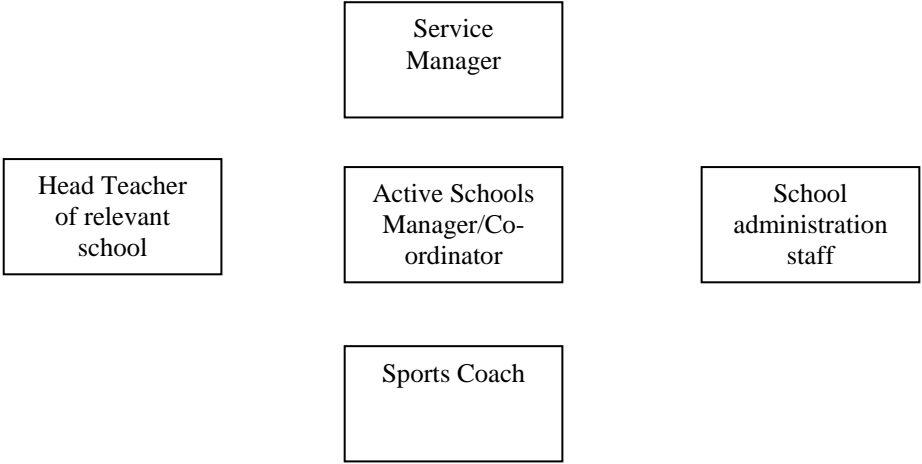 Service
Manager
Head Teacher
of relevant
school
Active Schools
Manager/Co-
ordinator
School
administration
staff
Sports Coach